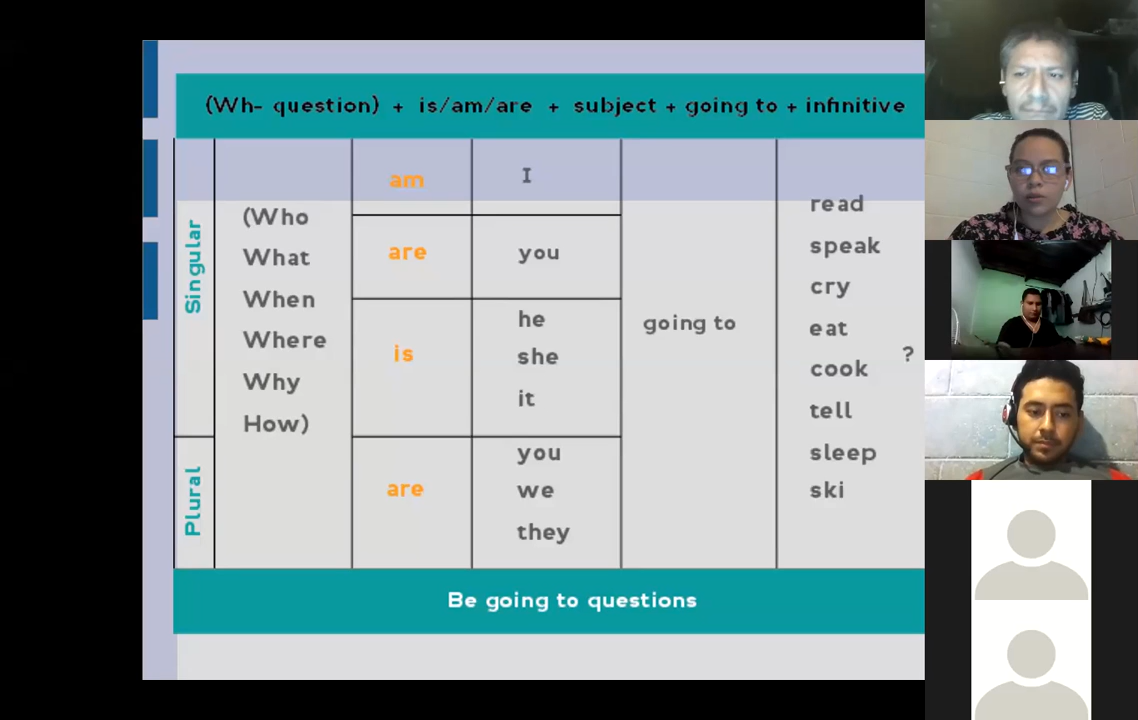 (Wh- question) + is/am/are + subject + going to + infinitive
Singular
(Who
What
When
Where
Why
How)
am
I
are
you
is
he
she
it
going to
read
speak
cry
eat
cook
tell
sleep
ski
?
Plural
are
you
we
they
Be going to questions